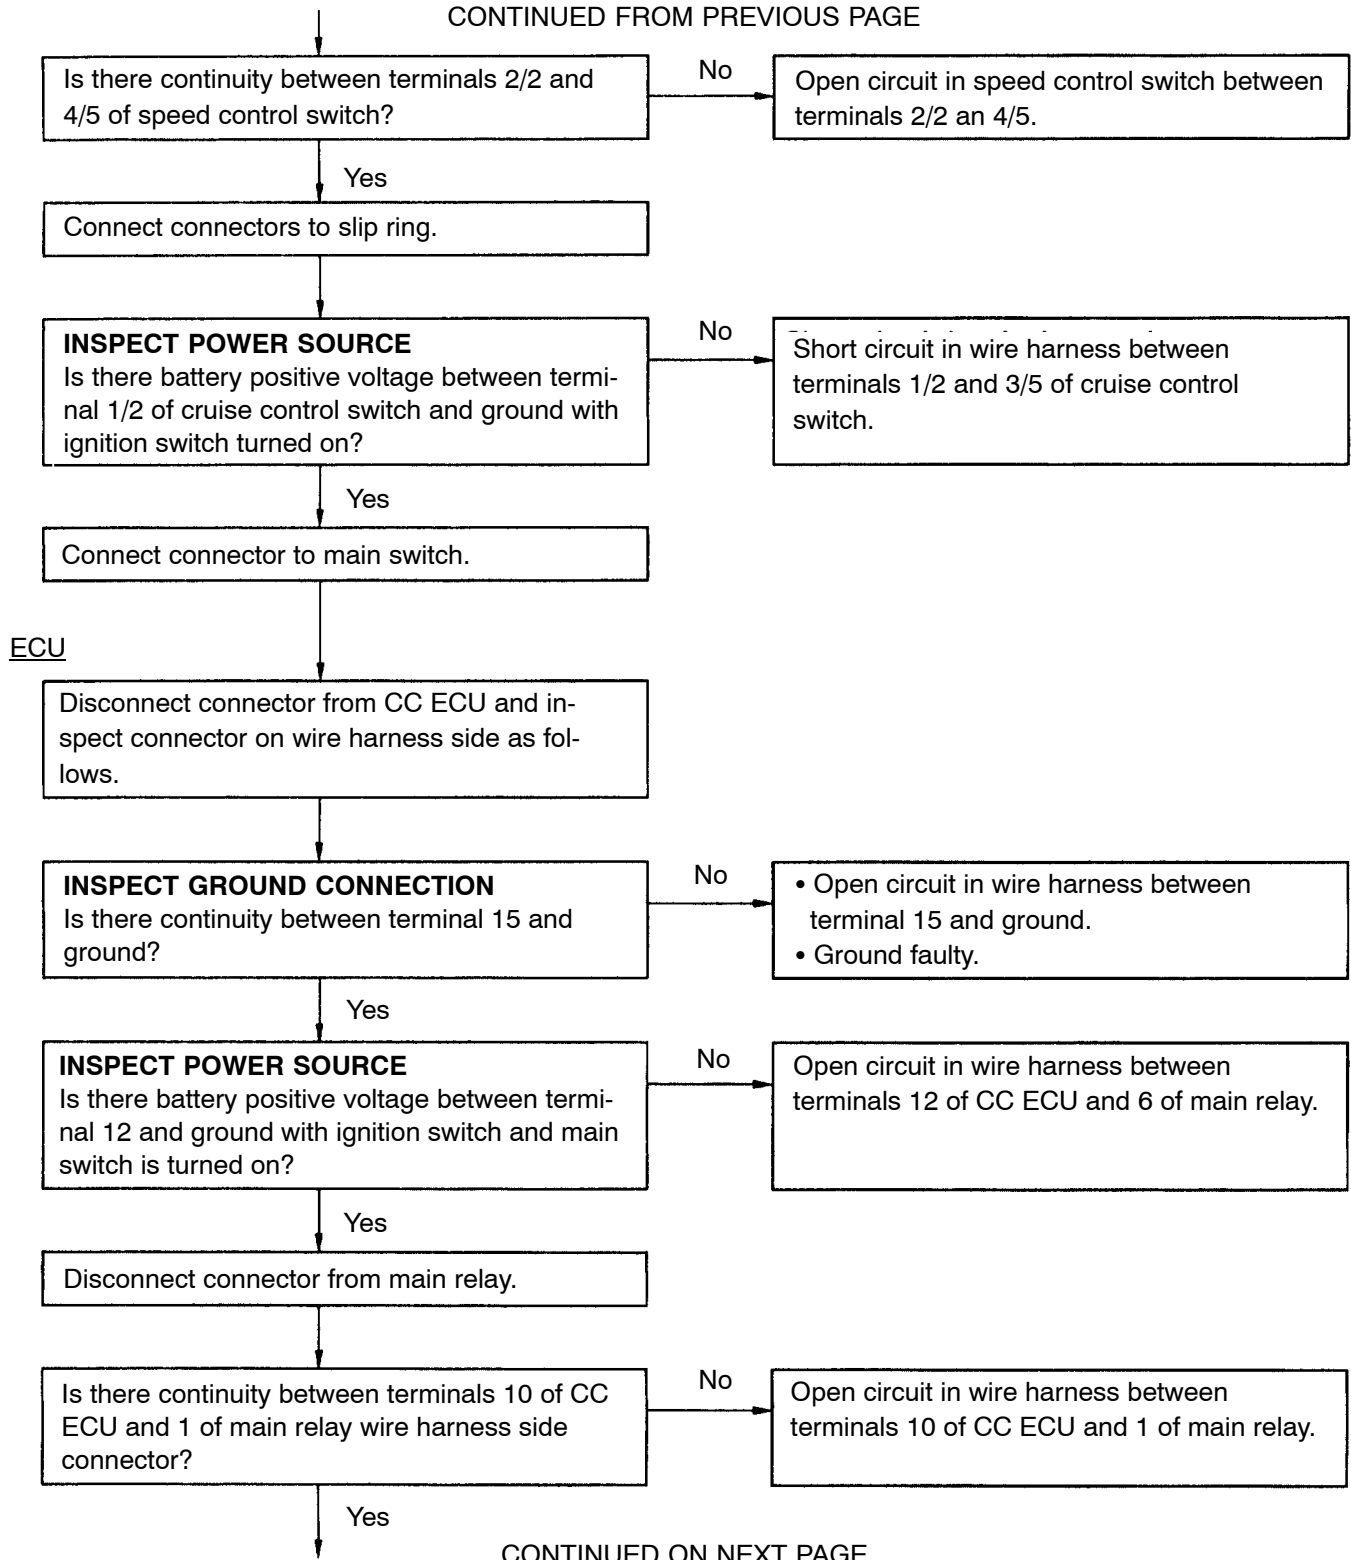 CONTINUED FROM PREVIOUS PAGE
Is there continuity between terminals 2/2 and
4/5 of speed control switch?
No
Open circuit in speed control switch between
terminals 2/2 an 4/5.
Yes
Connect connectors to slip ring.
INSPECT POWER SOURCE
Is there battery positive voltage between termi-
nal 1/2 of cruise control switch and ground with
ignition switch turned on?
No
Short circuit in wire harness between
terminals 1/2 and 3/5 of cruise control
switch.
Yes
Connect connector to main switch.
ECU
Disconnect connector from CC ECU and in-
spect connector on wire harness side as fol-
lows.
INSPECT GROUND CONNECTION
Is there continuity between terminal 15 and
ground?
No
• Open circuit in wire harness between
terminal 15 and ground.
• Ground faulty.
Yes
INSPECT POWER SOURCE
Is there battery positive voltage between termi-
nal 12 and ground with ignition switch and main
switch is turned on?
No
Open circuit in wire harness between
terminals 12 of CC ECU and 6 of main relay.
Yes
Disconnect connector from main relay.
Is there continuity between terminals 10 of CC
ECU and 1 of main relay wire harness side
connector?
No
Open circuit in wire harness between
terminals 10 of CC ECU and 1 of main relay.
Yes
CONTINUED ON NEXT PAGE